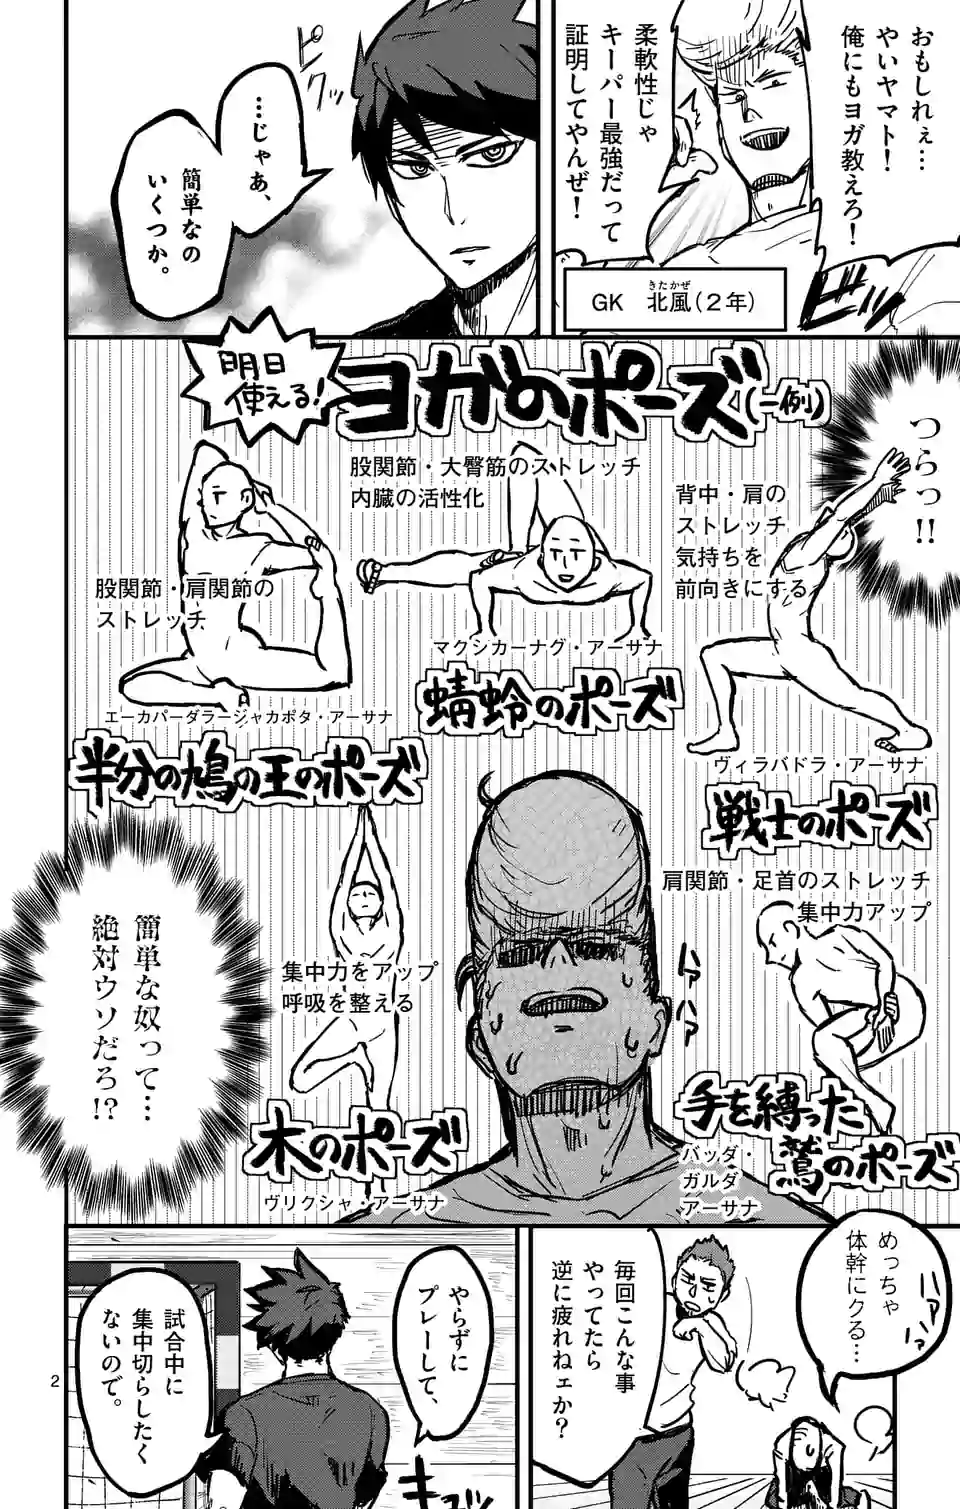 おもしれぇ…
やいヤマト！
俺にもヨガ教えろ！
柔軟性じゃ
キーパー最強だって
証明してやんぜ！
ビッ
GK 北風（２年）
きたかぜ
ピクッ
…じゃあ、
簡単なの
いくつか。
明日
使える！
ヨガのポーズ（一例）
つらっ!!
背中・肩の
ストレッチ
気持ちを
前向きにする
ヴィラバドラ・アーサナ
戦士のポーズ
股関節・大臀筋のストレッチ
内臓の活性化
マクシカーナグ・アーサナ
蜻蛉のポーズ
股関節・肩関節の
ストレッチ
エーカパーダラージャカポタ・アーサナ
半分の鳩の王のポーズ
肩関節・足首のストレッチ
集中力アップ
手を縛った
鷲のポーズ
バッダ・
ガルダ
アーサナ
ハァハァ
集中力をアップ
呼吸を整える
木のポーズ
ヴリクシャ・アーサナ
簡単な奴って…
絶対ウソだろ!?
めっちゃ
体幹にクる…
ハァハァ
毎回こんな事
やってたら
逆に疲れねェか？
やらずに
プレーして、
試合中に
集中切らしたく
ないので。
キュッ
2